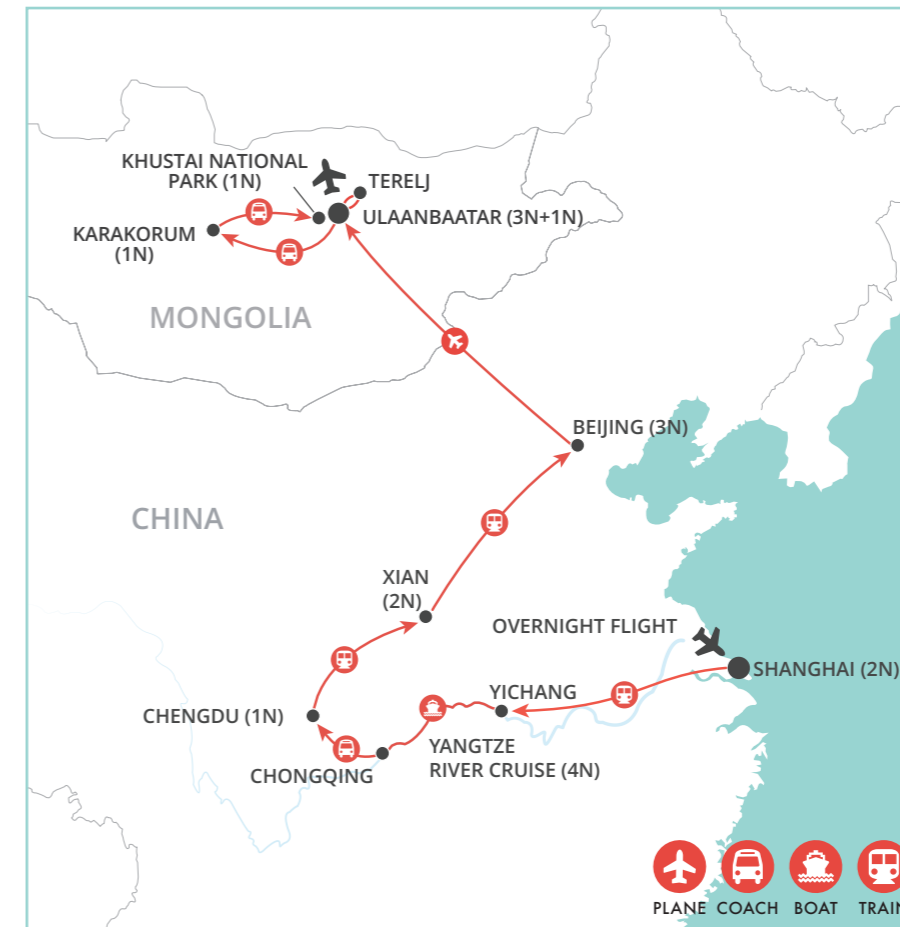 KHUSTAI NATIONAL
PARK (1N)
TERELJ
ULAANBAATAR (3N+1N)
KARAKORUM
(1N)
MONGOLIA
BEIJING (3N)
CHINA
XIAN
(2N)
OVERNIGHT FLIGHT
SHANGHAI (2N)
YICHANG
CHENGDU (1N)
YANGTZE
RIVER CRUISE (4N)
CHONGQING
PLANE COACH BOAT TRAIN